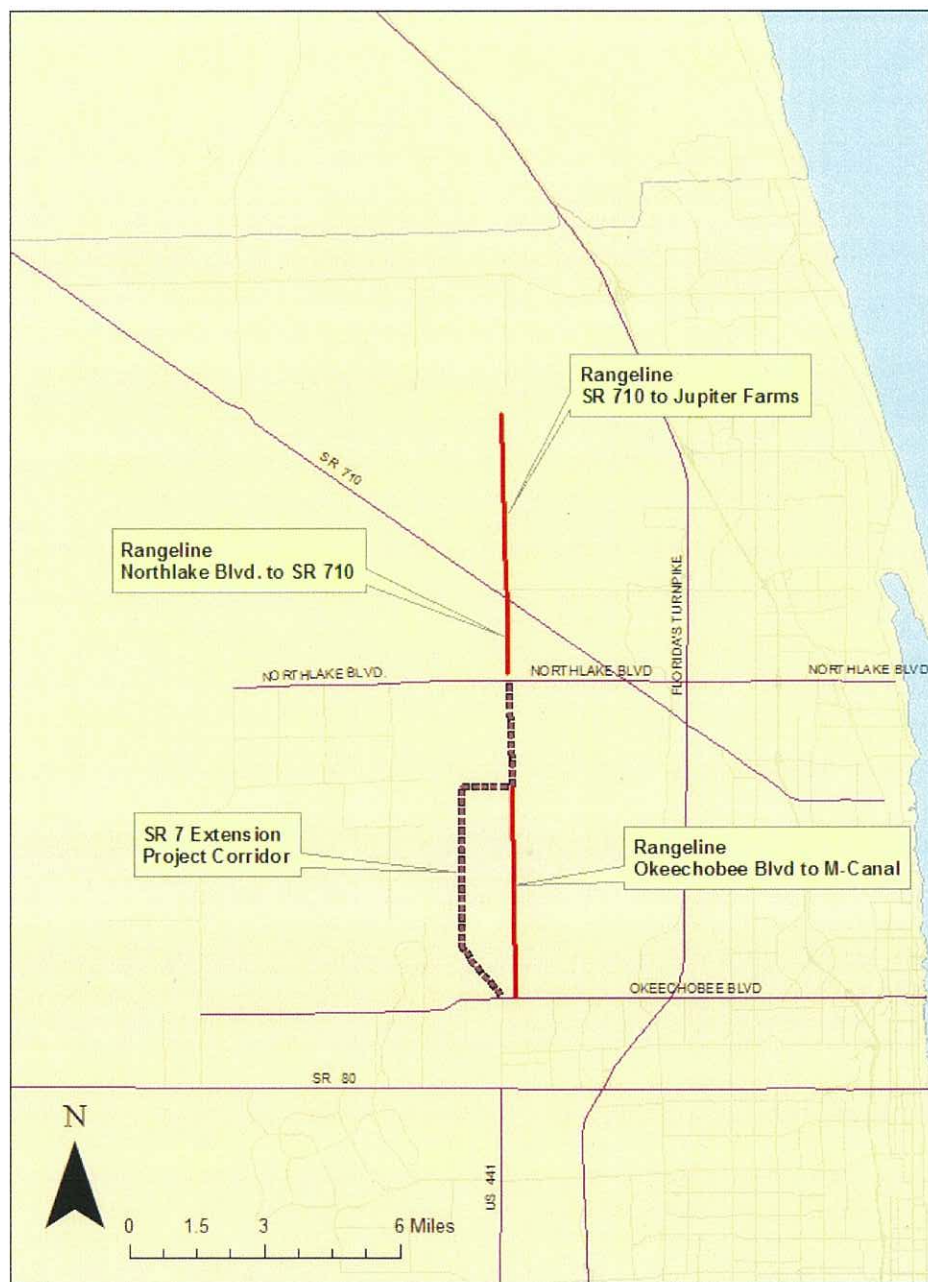 Rangeline
SR 710 to Jupiter Farms
SR 710
Rangeline
Northlake Blvd. to SR 710
FLORIDA'S TURNPIKE
NORTHLAKE BLVD.
NORTHLAKE BLVD
NORTHLAKE BLVD
SR 7 Extension
Project Corridor
Rangeline
Okeechobee Blvd to M-Canal
OKEECHOBEE BLVD
SR 80
N
US 441
0 1.5 3 6 Miles